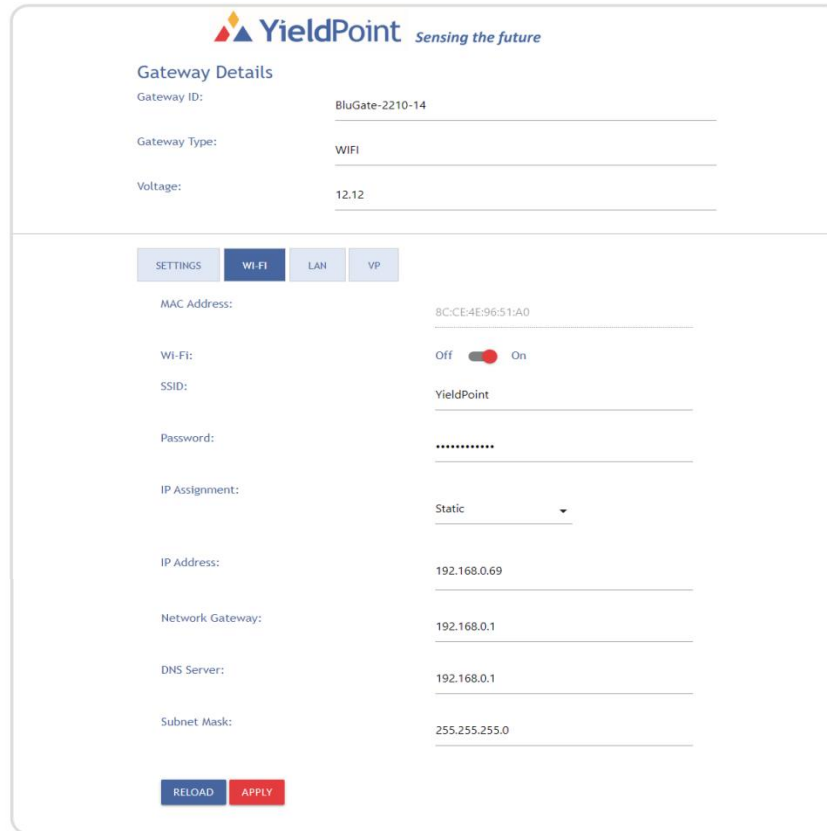 YieldPoint Sensing the future
Gateway Details
Gateway ID: BluGate-2210-14
Gateway Type: WIFI
Voltage: 12.12
SETTINGS WI-FI LAN VP
MAC Address: 8C:CE:4E:96:51:A0
Wi-Fi: Off On
SSID: YieldPoint
Password: ••••••••••••
IP Assignment: Static
IP Address: 192.168.0.69
Network Gateway: 192.168.0.1
DNS Server: 192.168.0.1
Subnet Mask: 255.255.255.0
RELOAD APPLY